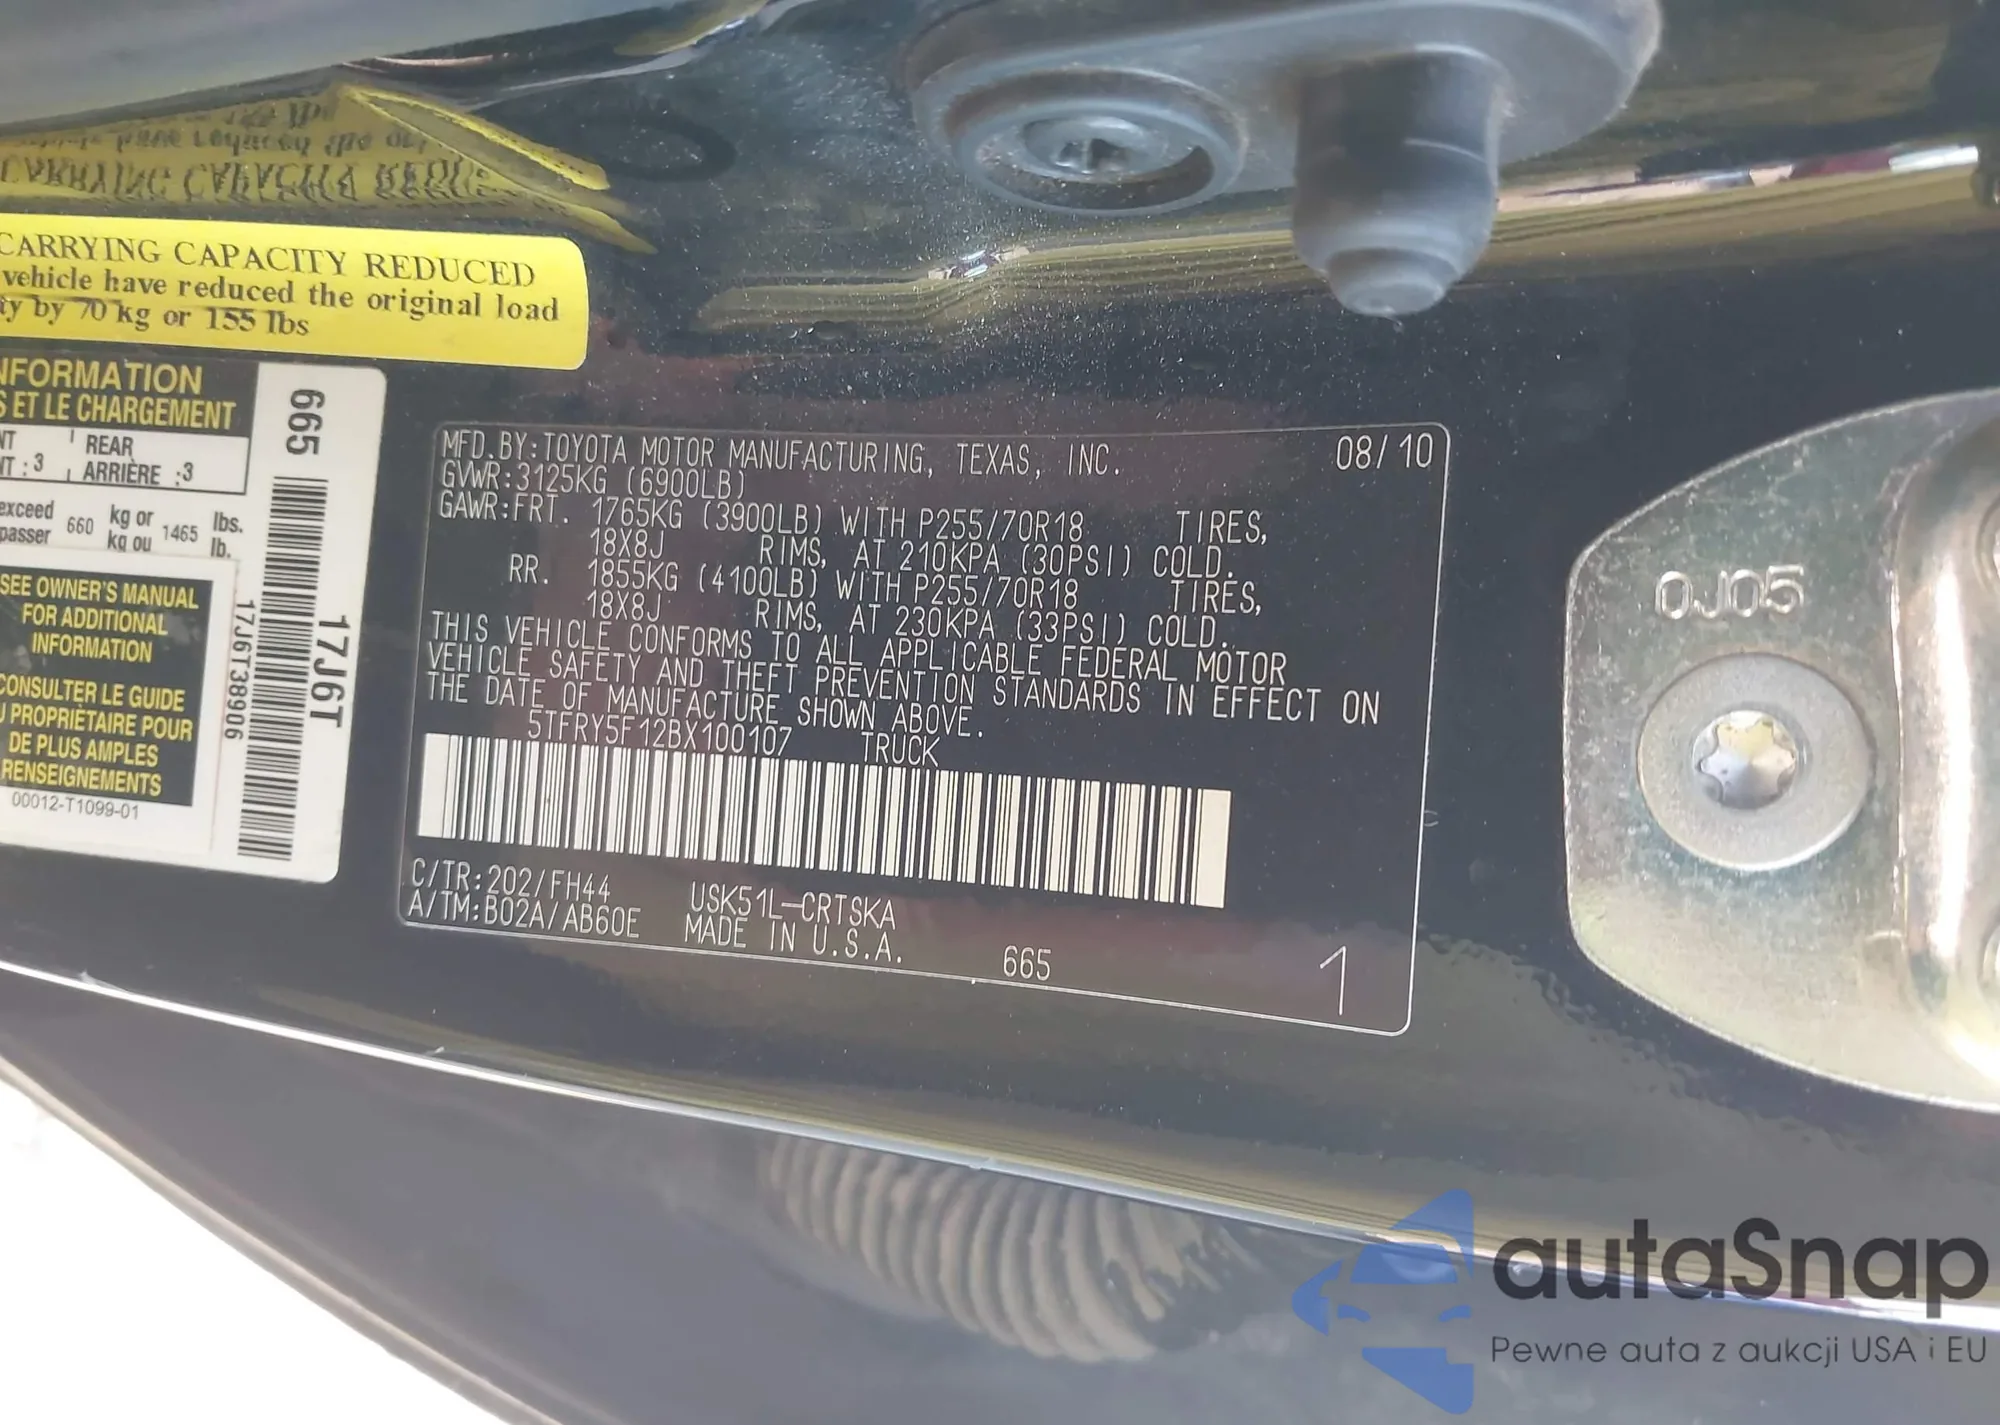 CARRYING CAPACITY REDUCED
vehicle have reduced the original load
ty by 70 kg or 155 lbs
NFORMATION
S ET LE CHARGEMENT
NT REAR
NT : 3 ARRIÈRE :3
exceed 660 kg or 1465 lbs.
passer kg ou lb.
SEE OWNER'S MANUAL
FOR ADDITIONAL
INFORMATION
CONSULTER LE GUIDE
U PROPRIÉTAIRE POUR
DE PLUS AMPLES
RENSEIGNEMENTS
00012-T1099-01
665
17J6T
17J6T38906
MFD.BY:TOYOTA MOTOR MANUFACTURING, TEXAS, INC. 08/10
GVWR:3125KG (6900LB)
GAWR:FRT. 1765KG (3900LB) WITH P255/70R18 TIRES,
18X8J RIMS, AT 210KPA (30PSI) COLD.
RR. 1855KG (4100LB) WITH P255/70R18 TIRES,
18X8J RIMS, AT 230KPA (33PSI) COLD.
THIS VEHICLE CONFORMS TO ALL APPLICABLE FEDERAL MOTOR
VEHICLE SAFETY AND THEFT PREVENTION STANDARDS IN EFFECT ON
THE DATE OF MANUFACTURE SHOWN ABOVE.
5TFRY5F12BX100107 TRUCK
C/TR:202/FH44 USK51L-CRTSKA
A/TM:B02A/AB60E MADE IN U.S.A. 665 1
0J05
autaSnap
Pewne auta z aukcji USA i EU